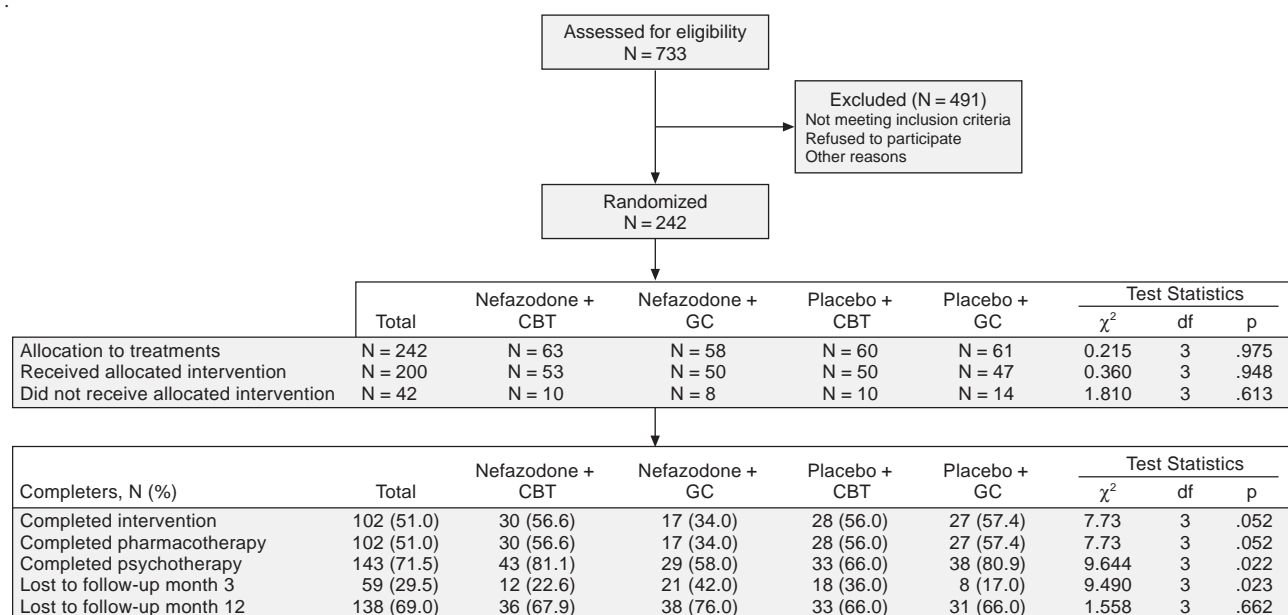 .
Assessed for eligibility
N = 733
Excluded (N = 491)
Not meeting inclusion criteria
Refused to participate
Other reasons
Randomized
N = 242
Total Nefazodone + CBT Nefazodone + GC Placebo + CBT Placebo + GC Test Statistics χ² df p
Allocation to treatments N = 242 N = 63 N = 58 N = 60 N = 61 0.215 3 .975
Received allocated intervention N = 200 N = 53 N = 50 N = 50 N = 47 0.360 3 .948
Did not receive allocated intervention N = 42 N = 10 N = 8 N = 10 N = 14 1.810 3 .613
Completers, N (%) Total Nefazodone + CBT Nefazodone + GC Placebo + CBT Placebo + GC Test Statistics χ² df p
Completed intervention 102 (51.0) 30 (56.6) 17 (34.0) 28 (56.0) 27 (57.4) 7.73 3 .052
Completed pharmacotherapy 102 (51.0) 30 (56.6) 17 (34.0) 28 (56.0) 27 (57.4) 7.73 3 .052
Completed psychotherapy 143 (71.5) 43 (81.1) 29 (58.0) 33 (66.0) 38 (80.9) 9.644 3 .022
Lost to follow-up month 3 59 (29.5) 12 (22.6) 21 (42.0) 18 (36.0) 8 (17.0) 9.490 3 .023
Lost to follow-up month 12 138 (69.0) 36 (67.9) 38 (76.0) 33 (66.0) 31 (66.0) 1.558 3 .662